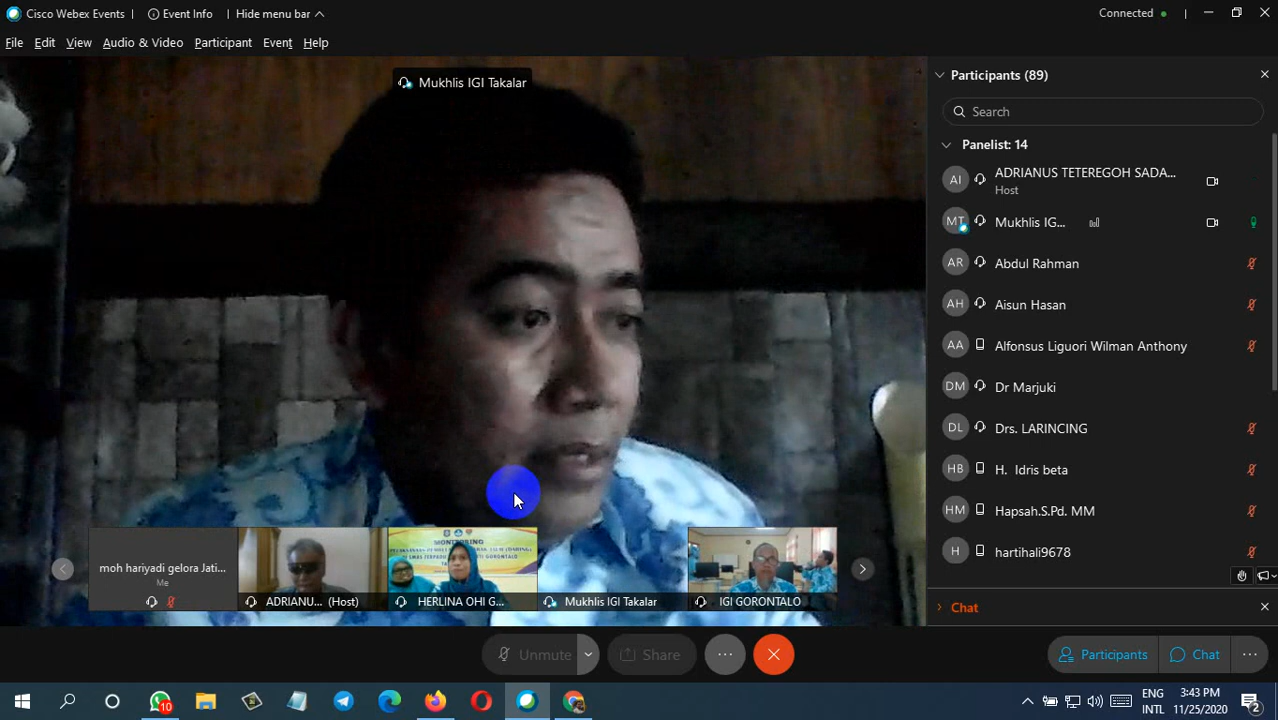 Cisco Webex Events
Event Info
Hide menu bar
Connected
File Edit View Audio & Video Participant Event Help
Mukhlis IGI Takalar
Participants (89)
Search
Panelist: 14
AI ADRIANUS TETEREGOH SADA...
Host
MT Mukhlis IG...
AR Abdul Rahman
AH Aisun Hasan
AA Alfonsus Liguori Wilman Anthony
DM Dr Marjuki
DL Drs. LARINCING
HB H. Idris beta
HM Hapsah.S.Pd. MM
H hartihali9678
MONITORING
moh hariyadi gelora Jati...
Me
ADRIANU... (Host)
HERLINA OHI G...
Mukhlis IGI Takalar
IGI GORONTALO
Chat
Unmute
Share
Participants
Chat
10
ENG
INTL
3:43 PM
11/25/2020
2